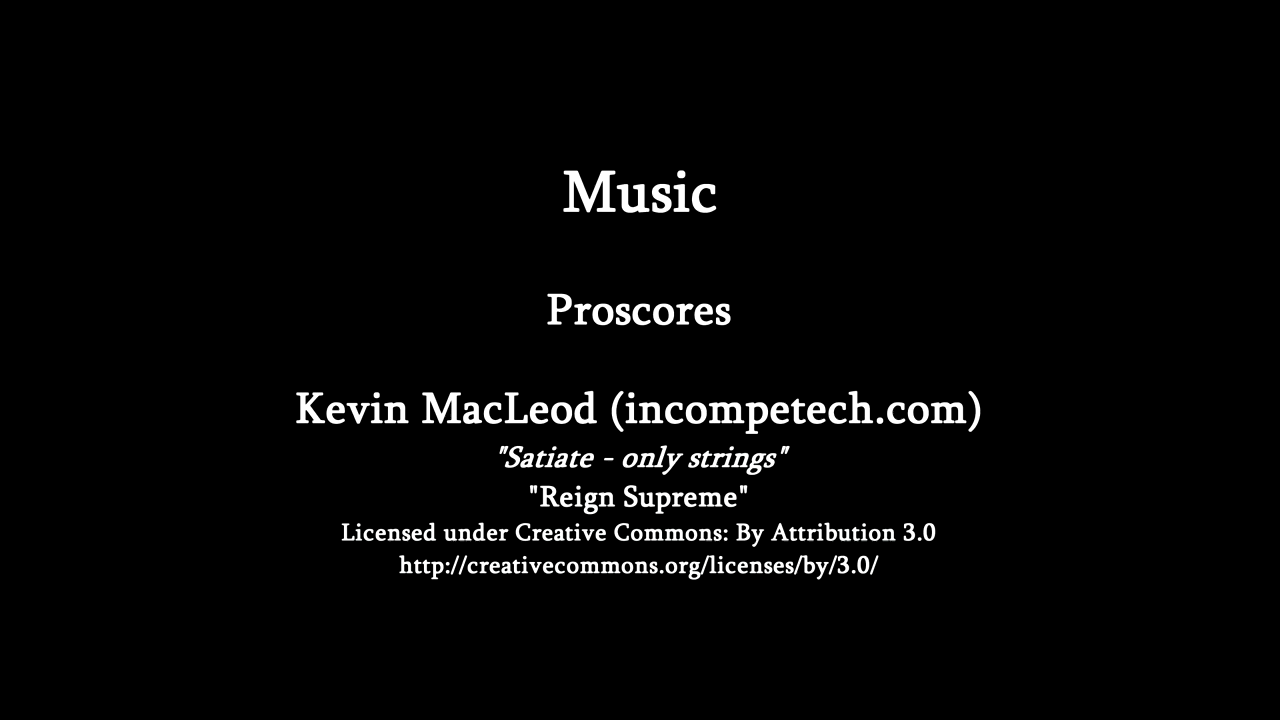 Music
Proscores
Kevin MacLeod (incompetech.com)
"Satiate - only strings"
"Reign Supreme"
Licensed under Creative Commons: By Attribution 3.0
http://creativecommons.org/licenses/by/3.0/